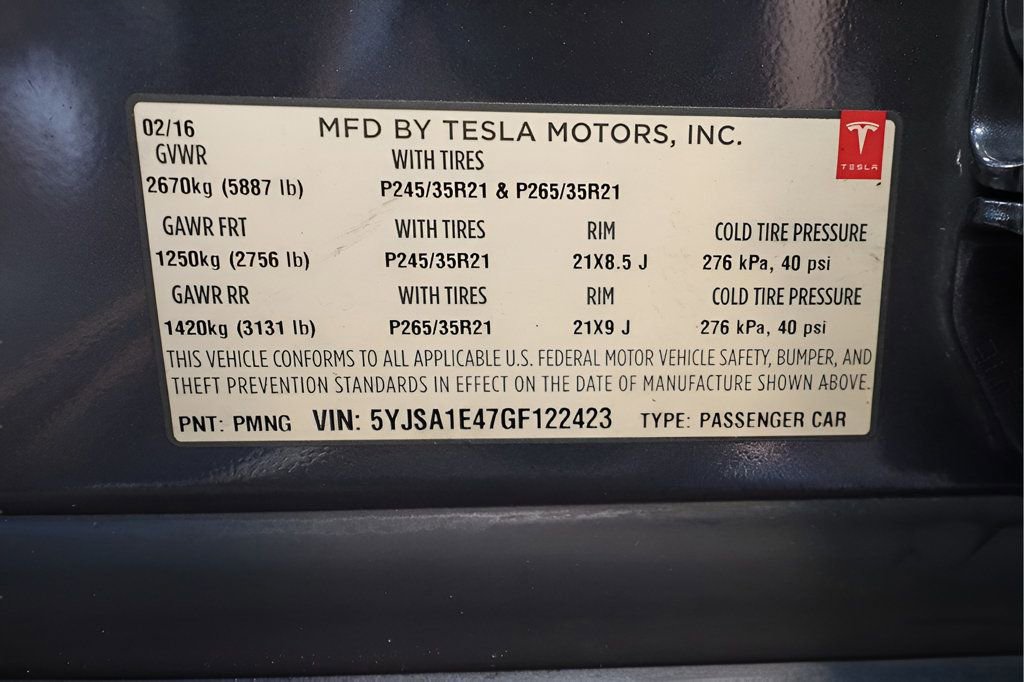 02/16 MFD BY TESLA MOTORS, INC.
TESLA
GVWR WITH TIRES
2670kg (5887 lb) P245/35R21 & P265/35R21
GAWR FRT WITH TIRES RIM COLD TIRE PRESSURE
1250kg (2756 lb) P245/35R21 21X8.5 J 276 kPa, 40 psi
GAWR RR WITH TIRES RIM COLD TIRE PRESSURE
1420kg (3131 lb) P265/35R21 21X9 J 276 kPa, 40 psi
THIS VEHICLE CONFORMS TO ALL APPLICABLE U.S. FEDERAL MOTOR VEHICLE SAFETY, BUMPER, AND
THEFT PREVENTION STANDARDS IN EFFECT ON THE DATE OF MANUFACTURE SHOWN ABOVE.
PNT: PMNG VIN: 5YJSA1E47GF122423 TYPE: PASSENGER CAR